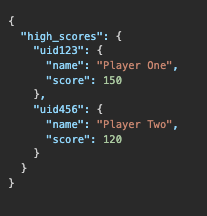 {
  "high_scores": {
    "uid123": {
      "name": "Player One",
      "score": 150
    },
    "uid456": {
      "name": "Player Two",
      "score": 120
    }
  }
}